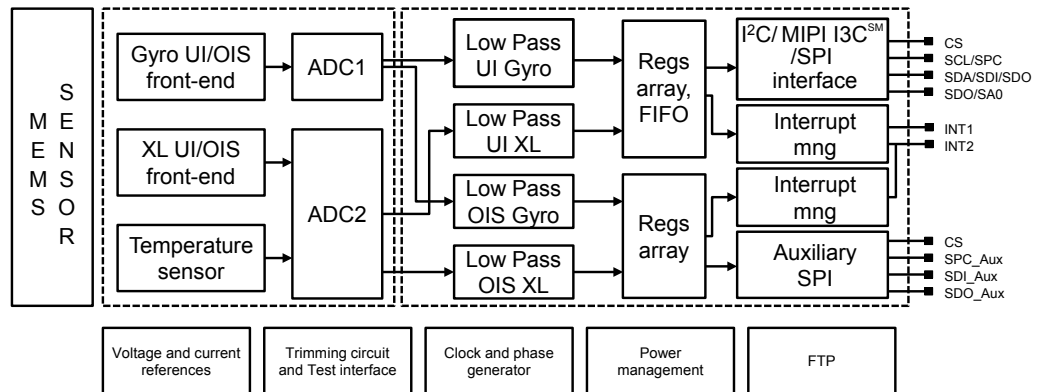 MEMS
SENSOR
Gyro UI/OIS
front-end
XL UI/OIS
front-end
Temperature
sensor
ADC1
ADC2
Low Pass
UI Gyro
Low Pass
UI XL
Low Pass
OIS Gyro
Low Pass
OIS XL
Regs
array,
FIFO
Regs
array
I²C/ MIPI I3C℠
/SPI
interface
Interrupt
mng
Interrupt
mng
Auxiliary
SPI
CS
SCL/SPC
SDA/SDI/SDO
SDO/SA0
INT1
INT2
CS
SPC_Aux
SDI_Aux
SDO_Aux
Voltage and current
references
Trimming circuit
and Test interface
Clock and phase
generator
Power
management
FTP